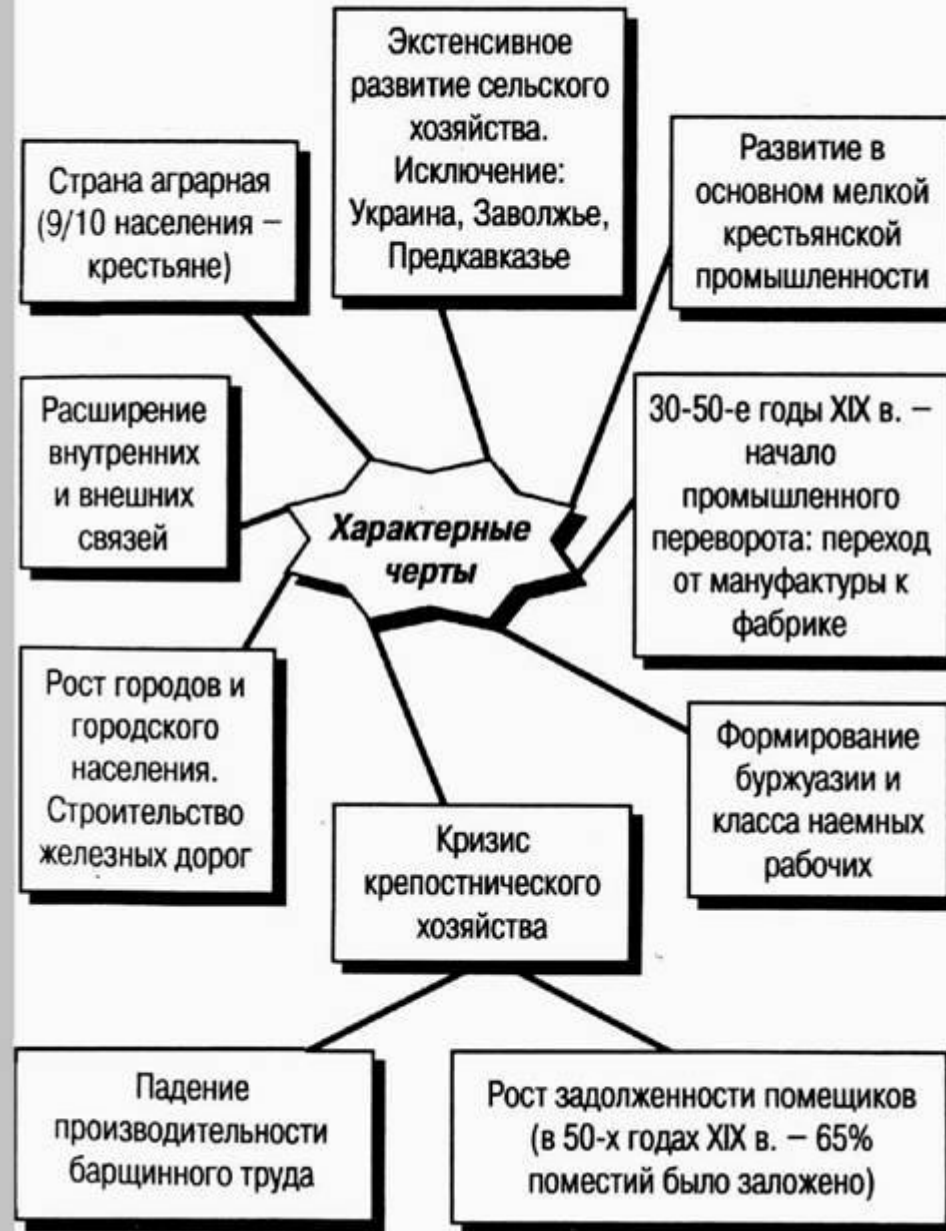 Экстенсивное
развитие сельского
хозяйства.
Исключение:
Украина, Заволжье,
Предкавказье
Страна аграрная
(9/10 населения –
крестьяне)
Развитие в
основном мелкой
крестьянской
промышленности
Расширение
внутренних
и внешних
связей
30-50-е годы XIX в. –
начало
промышленного
переворота: переход
от мануфактуры к
фабрике
Характерные
черты
Рост городов и
городского
населения.
Строительство
железных дорог
Формирование
буржуазии и
класса наемных
рабочих
Кризис
крепостнического
хозяйства
Падение
производительности
барщинного труда
Рост задолженности помещиков
(в 50-х годах XIX в. – 65%
поместий было заложено)